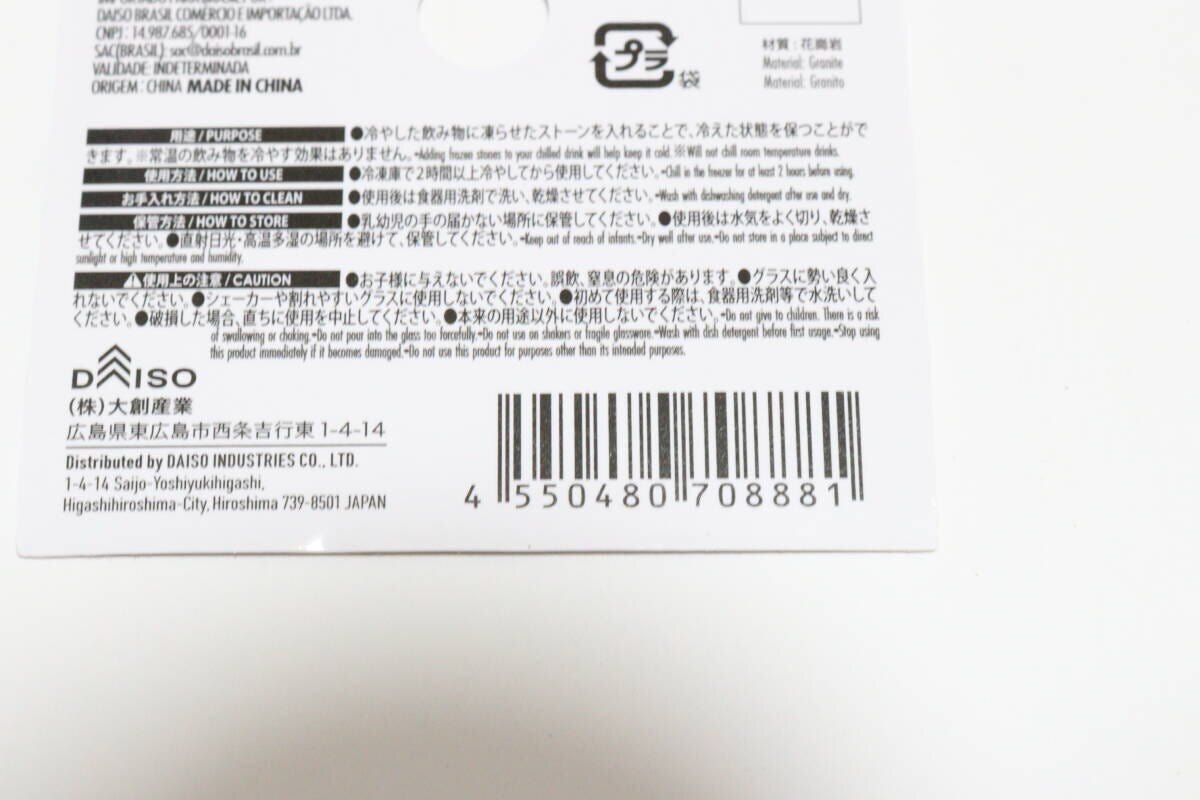 DAISO BRASIL COMÉRCIO E IMPORTAÇÃO LTDA.
CNPJ : 14.987.685/0001-16
SAC(BRASIL): sac@daisobrasil.com.br
VALIDADE: INDETERMINADA
ORIGEM : CHINA MADE IN CHINA
プラ
袋
材質：花崗岩
Material: Granite
Material: Granito
用途/PURPOSE ●冷やした飲み物に凍らせたストーンを入れることで、冷えた状態を保つことがで
きます。※常温の飲み物を冷やす効果はありません。•Adding frozen stones to your chilled drink will help keep it cold. ※Will not chill room temperature drinks.
使用方法/HOW TO USE ●冷凍庫で2時間以上冷やしてから使用してください。•Chill in the freezer for at least 2 hours before using.
お手入れ方法/HOW TO CLEAN ●使用後は食器用洗剤で洗い、乾燥させてください。•Wash with dishwashing detergent after use and dry.
保管方法/HOW TO STORE ●乳幼児の手の届かない場所に保管してください。●使用後は水気をよく切り、乾燥さ
せてください。●直射日光・高温多湿の場所を避けて、保管してください。•Keep out of reach of infants.•Dry well after use.•Do not store in a place subject to direct
sunlight or high temperature and humidity.
使用上の注意/CAUTION ●お子様に与えないでください。誤飲、窒息の危険があります。●グラスに勢い良く入
れないでください。●シェーカーや割れやすいグラスに使用しないでください。●初めて使用する際は、食器用洗剤等で水洗いして
ください。●破損した場合、直ちに使用を中止してください。●本来の用途以外に使用しないでください。•Do not give to children. There is a risk
of swallowing or choking.•Do not pour into the glass too forcefully.•Do not use on shakers or fragile glassware.•Wash with dish detergent before first usage.•Stop using
this product immediately if it becomes damaged.•Do not use this product for purposes other than its intended purposes.
DAISO
(株)大創産業
広島県東広島市西条吉行東1-4-14
Distributed by DAISO INDUSTRIES CO., LTD.
1-4-14 Saijo-Yoshiyukihigashi,
Higashihiroshima-City, Hiroshima 739-8501 JAPAN
4 550480 708881